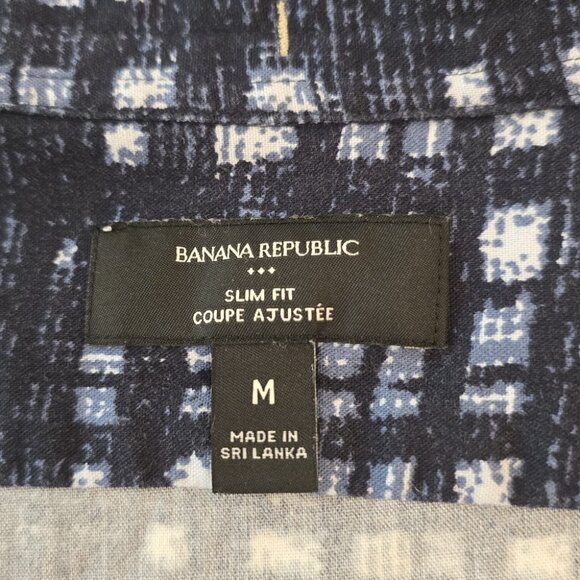 BANANA REPUBLIC
SLIM FIT
COUPE AJUSTÉE
M
MADE IN
SRI LANKA